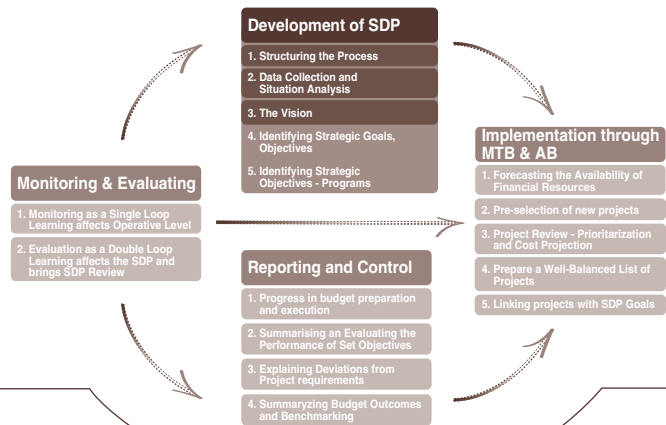 Development of SDP
1. Structuring the Process
2. Data Collection and
Situation Analysis
3. The Vision
4. Identifying Strategic Goals,
Objectives
5. Identifying Strategic
Objectives - Programs
Monitoring & Evaluating
1. Monitoring as a Single Loop
Learning affects Operative Level
2. Evaluation as a Double Loop
Learning affects the SDP and
brings SDP Review
Implementation through
MTB & AB
1. Forecasting the Availability of
Financial Resources
2. Pre-selection of new projects
3. Project Review - Prioritarization
and Cost Projection
4. Prepare a Well-Balanced List of
Projects
5. Linking projects with SDP Goals
Reporting and Control
1. Progress in budget preparation
and execution
2. Summarising an Evaluating the
Performance of Set Objectives
3. Explaining Deviations from
Project requirements
4. Summaryzing Budget Outcomes
and Benchmarking